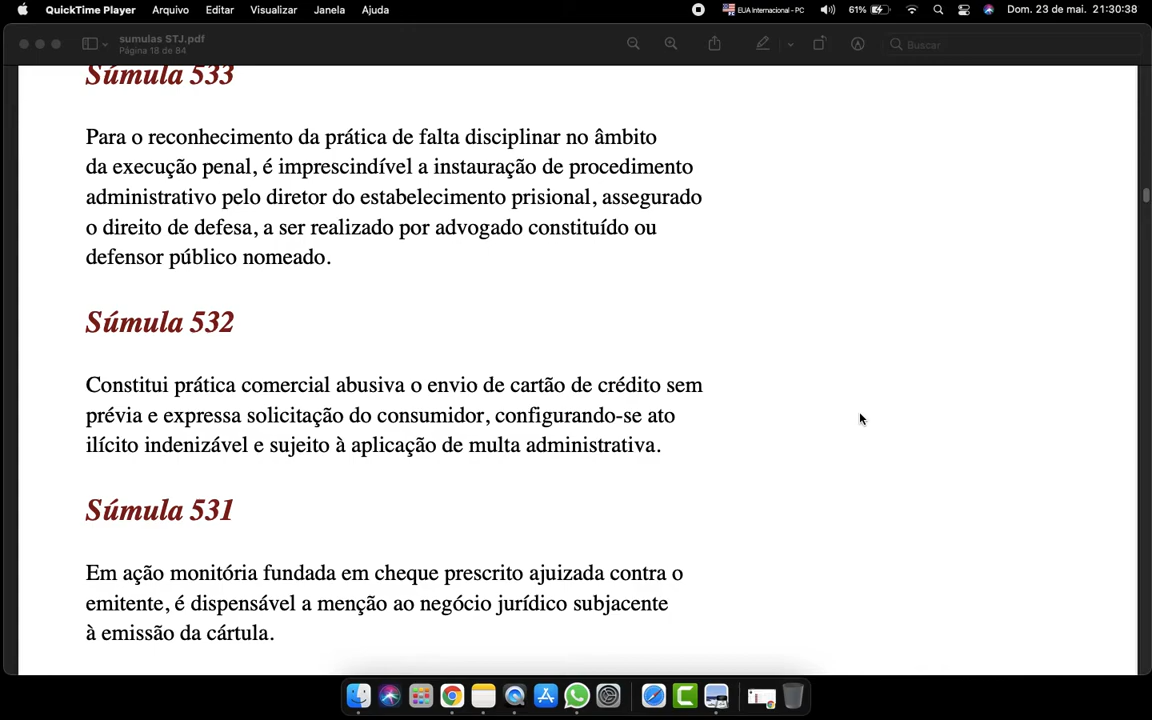 QuickTime Player Arquivo Editar Visualizar Janela Ajuda EUA Internacional - PC 61% Dom. 23 de mai. 21:30:38
sumulas STJ.pdf
Página 18 de 84
Buscar
Súmula 533
Para o reconhecimento da prática de falta disciplinar no âmbito
da execução penal, é imprescindível a instauração de procedimento
administrativo pelo diretor do estabelecimento prisional, assegurado
o direito de defesa, a ser realizado por advogado constituído ou
defensor público nomeado.
Súmula 532
Constitui prática comercial abusiva o envio de cartão de crédito sem
prévia e expressa solicitação do consumidor, configurando-se ato
ilícito indenizável e sujeito à aplicação de multa administrativa.
Súmula 531
Em ação monitória fundada em cheque prescrito ajuizada contra o
emitente, é dispensável a menção ao negócio jurídico subjacente
à emissão da cártula.